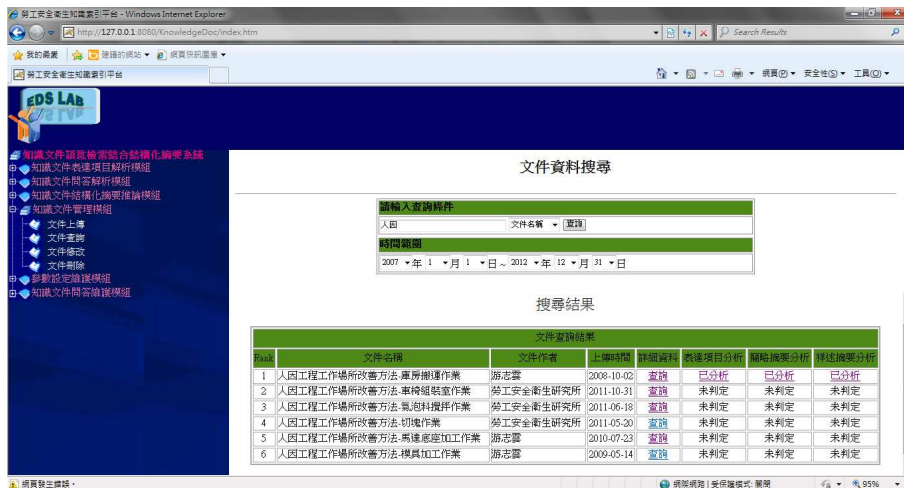 勞工安全衛生知識索引平台 - Windows Internet Explorer
http://127.0.0.1:8080/KnowledgeDoc/index.htm
Search Results
我的最愛 建議的網站 網頁快訊圖庫
勞工安全衛生知識索引平台
網頁(P) 安全性(S) 工具(O)
EDS LAB
知識文件語意檢索結合結構化摘要系統
知識文件表達項目解析模組
知識文件問答解析模組
知識文件結構化摘要推論模組
知識文件管理模組
文件上傳
文件查詢
文件修改
文件刪除
參數設定維護模組
知識文件問答維護模組
文件資料搜尋
請輸入查詢條件
人因 文件名稱 查詢
時間範圍
2007 年 1 月 1 日 ~ 2012 年 12 月 31 日
搜尋結果
文件查詢結果
Rank 文件名稱 文件作者 上傳時間 詳細資料 表達項目分析 簡略摘要分析 祥述摘要分析
1 人因工程工作場所改善方法-庫房搬運作業 游志雲 2008-10-02 查詢 已分析 已分析 已分析
2 人因工程工作場所改善方法-車椅組裝室作業 勞工安全衛生研究所 2011-10-31 查詢 未判定 未判定 未判定
3 人因工程工作場所改善方法-氣泡料攪拌作業 勞工安全衛生研究所 2011-06-18 查詢 未判定 未判定 未判定
4 人因工程工作場所改善方法-切塊作業 勞工安全衛生研究所 2011-05-20 查詢 未判定 未判定 未判定
5 人因工程工作場所改善方法-馬達底座加工作業 游志雲 2010-07-23 查詢 未判定 未判定 未判定
6 人因工程工作場所改善方法-模具加工作業 游志雲 2009-05-14 查詢 未判定 未判定 未判定
網頁發生錯誤。
網際網路 | 受保護模式: 關閉
95%